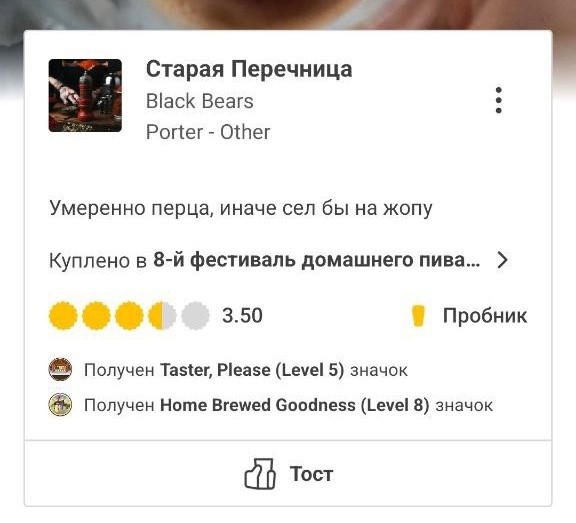 Старая Перечница
Black Bears
Porter - Other
Умеренно перца, иначе сел бы на жопу
Куплено в 8-й фестиваль домашнего пива...
3.50 Пробник
Получен Taster, Please (Level 5) значок
Получен Home Brewed Goodness (Level 8) значок
Тост